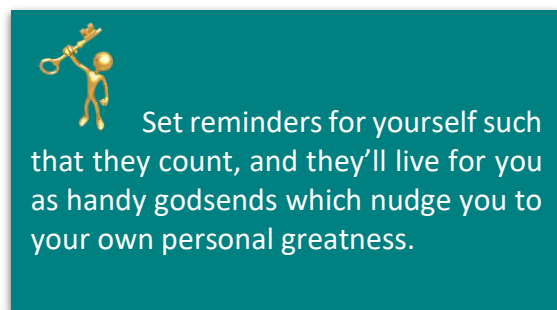 Set reminders for yourself such
that they count, and they’ll live for you
as handy godsends which nudge you to
your own personal greatness.